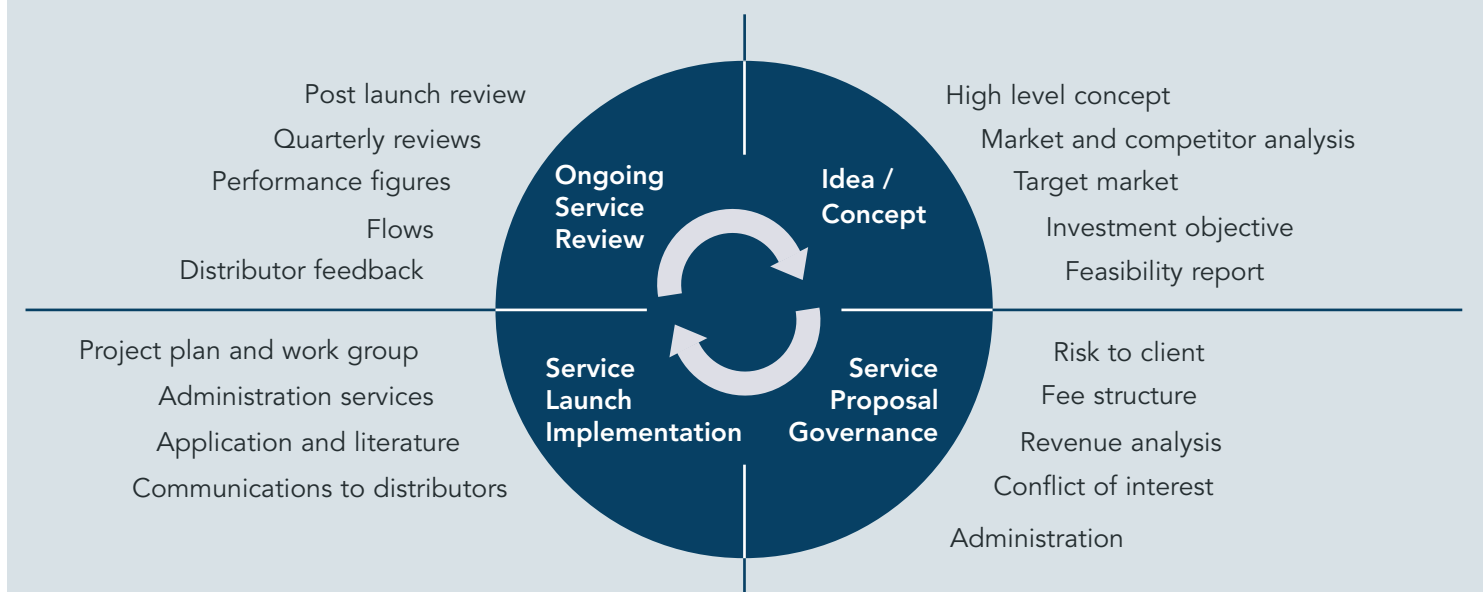 Post launch review
Quarterly reviews
Performance figures
Flows
Distributor feedback
Ongoing
Service
Review
Idea /
Concept
High level concept
Market and competitor analysis
Target market
Investment objective
Feasibility report
Project plan and work group
Administration services
Application and literature
Communications to distributors
Service
Launch
Implementation
Service
Proposal
Governance
Risk to client
Fee structure
Revenue analysis
Conflict of interest
Administration